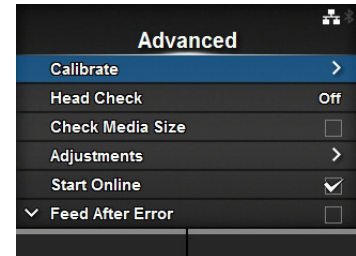 Advanced
Calibrate
Head Check Off
Check Media Size
Adjustments
Start Online
Feed After Error